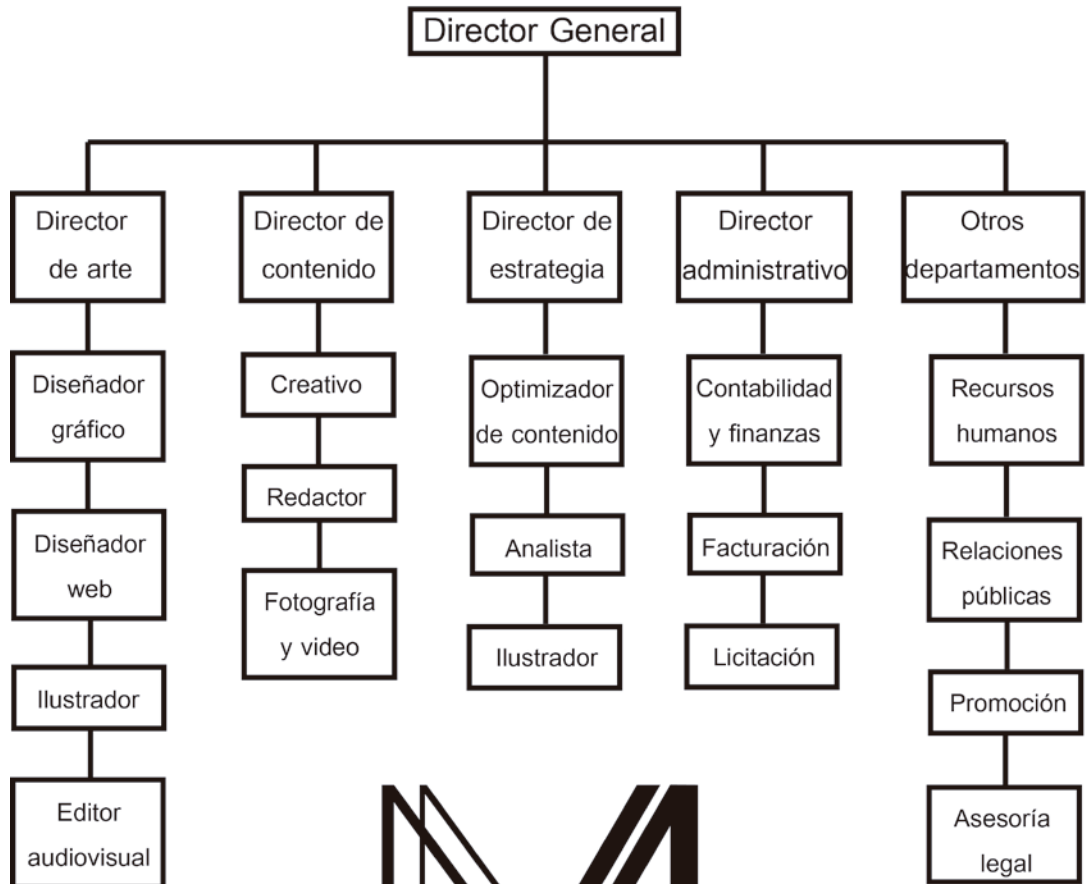 Director General
Director
de arte
Diseñador
gráfico
Diseñador
web
Ilustrador
Editor
audiovisual
Director de
contenido
Creativo
Redactor
Fotografía
y video
Director de
estrategia
Optimizador
de contenido
Analista
Ilustrador
Director
administrativo
Contabilidad
y finanzas
Facturación
Licitación
Otros
departamentos
Recursos
humanos
Relaciones
públicas
Promoción
Asesoría
legal